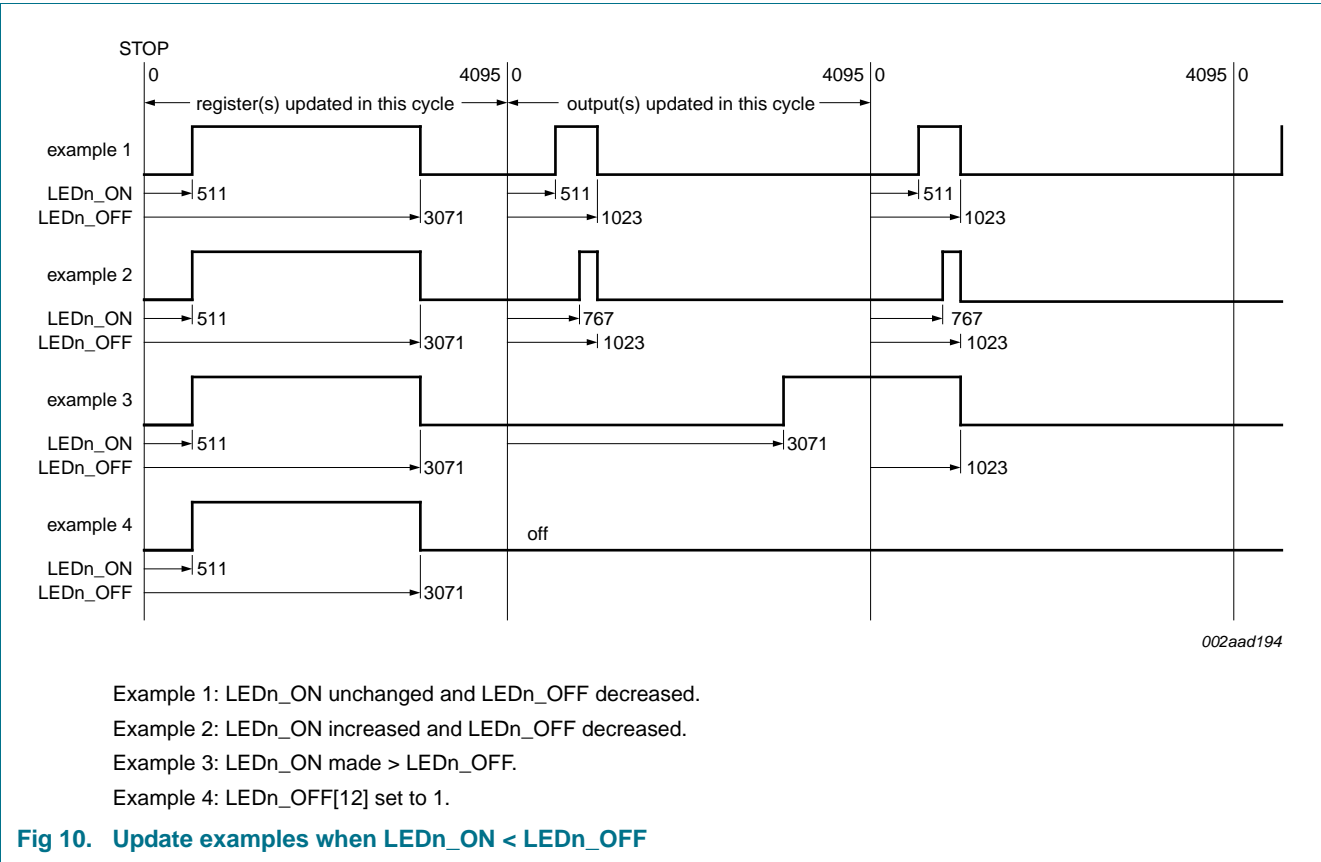 STOP
0 4095 0 4095 0 4095 0
register(s) updated in this cycle output(s) updated in this cycle
example 1
LEDn_ON 511 511 511
LEDn_OFF 3071 1023 1023
example 2
LEDn_ON 511 767 767
LEDn_OFF 3071 1023 1023
example 3
LEDn_ON 511 3071
LEDn_OFF 3071 1023
example 4 off
LEDn_ON 511
LEDn_OFF 3071
002aad194
Example 1: LEDn_ON unchanged and LEDn_OFF decreased.
Example 2: LEDn_ON increased and LEDn_OFF decreased.
Example 3: LEDn_ON made > LEDn_OFF.
Example 4: LEDn_OFF[12] set to 1.
Fig 10. Update examples when LEDn_ON < LEDn_OFF